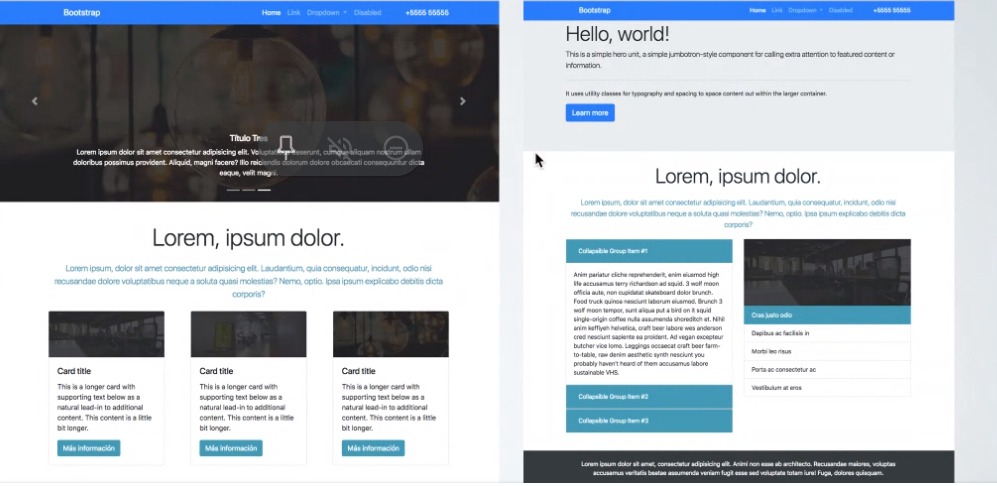 Bootstrap
Home Link Dropdown Disabled +5555 55555
Título Tres
Lorem ipsum dolor sit amet consectetur adipisicing elit.
doloribus possimus provident. Aliquid, magni facere? Illo reiciendis dolorum dolore obcaecati consequuntur dicta
eaque, velit magni.
Lorem, ipsum dolor.
Lorem ipsum, dolor sit amet consectetur adipisicing elit. Laudantium, quia consequatur, incidunt, odio nisi
recusandae dolore voluptatibus neque a soluta quasi molestias? Nemo, optio. Ipsa ipsum explicabo debitis dicta
corporis?
Card title
This is a longer card with
supporting text below as a
natural lead-in to additional
content. This content is a little
bit longer.
Más información
Card title
This is a longer card with
supporting text below as a
natural lead-in to additional
content. This content is a little
bit longer.
Más información
Card title
This is a longer card with
supporting text below as a
natural lead-in to additional
content. This content is a little
bit longer.
Más información
Bootstrap
Home Link Dropdown Disabled +5555 55555
Hello, world!
This is a simple hero unit, a simple jumbotron-style component for calling extra attention to featured content or
information.
It uses utility classes for typography and spacing to space content out within the larger container.
Learn more
Lorem, ipsum dolor.
Lorem ipsum, dolor sit amet consectetur adipisicing elit. Laudantium, quia consequatur, incidunt, odio nisi
recusandae dolore voluptatibus neque a soluta quasi molestias? Nemo, optio. Ipsa ipsum explicabo debitis dicta
corporis?
Collapsible Group Item #1
Anim pariatur cliche reprehenderit, enim eiusmod high
life accusamus terry richardson ad squid. 3 wolf moon
officia aute, non cupidatat skateboard dolor brunch.
Food truck quinoa nesciunt laborum eiusmod. Brunch 3
wolf moon tempor, sunt aliqua put a bird on it squid
single-origin coffee nulla assumenda shoreditch et. Nihil
anim keffiyeh helvetica, craft beer labore wes anderson
cred nesciunt sapiente ea proident. Ad vegan excepteur
butcher vice lomo. Leggings occaecat craft beer farm-
to-table, raw denim aesthetic synth nesciunt you
probably haven't heard of them accusamus labore
sustainable VHS.
Collapsible Group Item #2
Collapsible Group Item #3
Cras justo odio
Dapibus ac facilisis in
Morbi leo risus
Porta ac consectetur ac
Vestibulum at eros
Lorem ipsum dolor sit amet, consectetur adipisicing elit. Animi non esse ab architecto. Recusandae maiores, voluptas
accusamus veritatis beatae assumenda veniam fugit esse sed voluptate totam iure! Fuga, dolores quisquam.